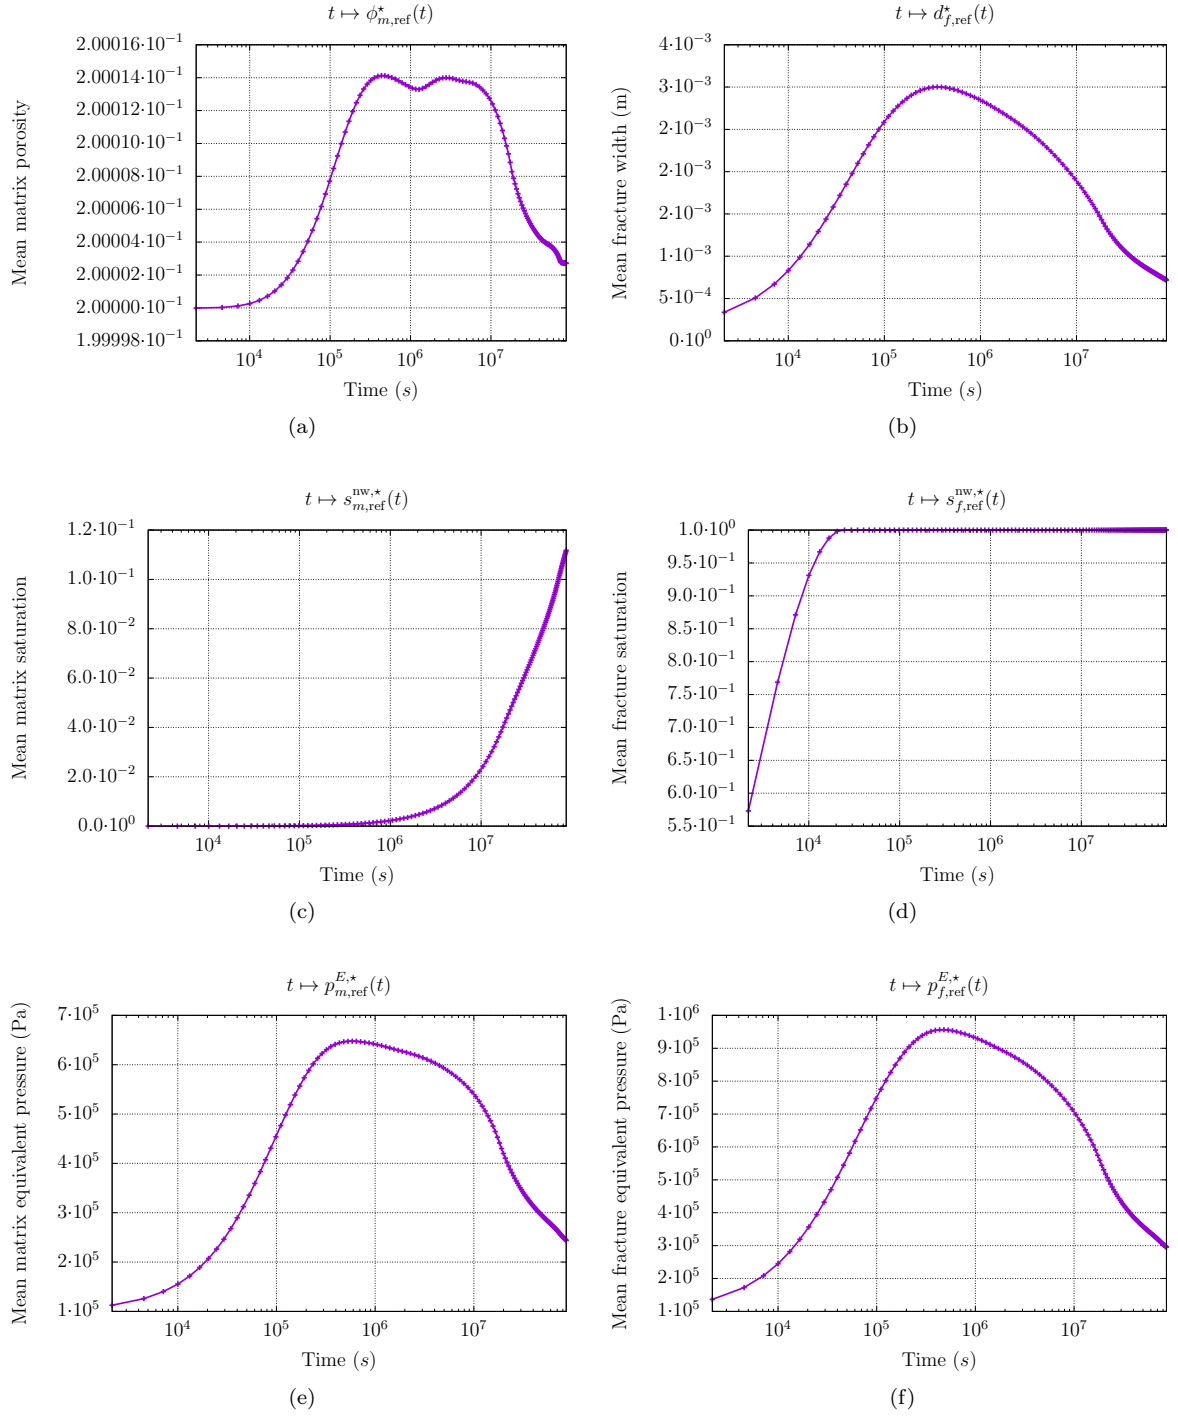 t ↦ ϕ⋆m,ref(t)
2.00016·10⁻¹
2.00014·10⁻¹
2.00012·10⁻¹
2.00010·10⁻¹
2.00008·10⁻¹
2.00006·10⁻¹
2.00004·10⁻¹
2.00002·10⁻¹
2.00000·10⁻¹
1.99998·10⁻¹
Mean matrix porosity
10⁴ 10⁵ 10⁶ 10⁷
Time (s)
(a)
t ↦ d⋆f,ref(t)
4·10⁻³
3·10⁻³
2·10⁻³
2·10⁻³
2·10⁻³
1·10⁻³
5·10⁻⁴
0·10⁰
Mean fracture width (m)
10⁴ 10⁵ 10⁶ 10⁷
Time (s)
(b)
t ↦ s^nw,⋆m,ref(t)
1.2·10⁻¹
1.0·10⁻¹
8.0·10⁻²
6.0·10⁻²
4.0·10⁻²
2.0·10⁻²
0.0·10⁰
Mean matrix saturation
10⁴ 10⁵ 10⁶ 10⁷
Time (s)
(c)
t ↦ s^nw,⋆f,ref(t)
1.0·10⁰
9.5·10⁻¹
9.0·10⁻¹
8.5·10⁻¹
8.0·10⁻¹
7.5·10⁻¹
7.0·10⁻¹
6.5·10⁻¹
6.0·10⁻¹
5.5·10⁻¹
Mean fracture saturation
10⁴ 10⁵ 10⁶ 10⁷
Time (s)
(d)
t ↦ p^E,⋆m,ref(t)
7·10⁵
6·10⁵
5·10⁵
4·10⁵
3·10⁵
2·10⁵
1·10⁵
Mean matrix equivalent pressure (Pa)
10⁴ 10⁵ 10⁶ 10⁷
Time (s)
(e)
t ↦ p^E,⋆f,ref(t)
1·10⁶
9·10⁵
8·10⁵
7·10⁵
6·10⁵
5·10⁵
4·10⁵
3·10⁵
2·10⁵
1·10⁵
Mean fracture equivalent pressure (Pa)
10⁴ 10⁵ 10⁶ 10⁷
Time (s)
(f)